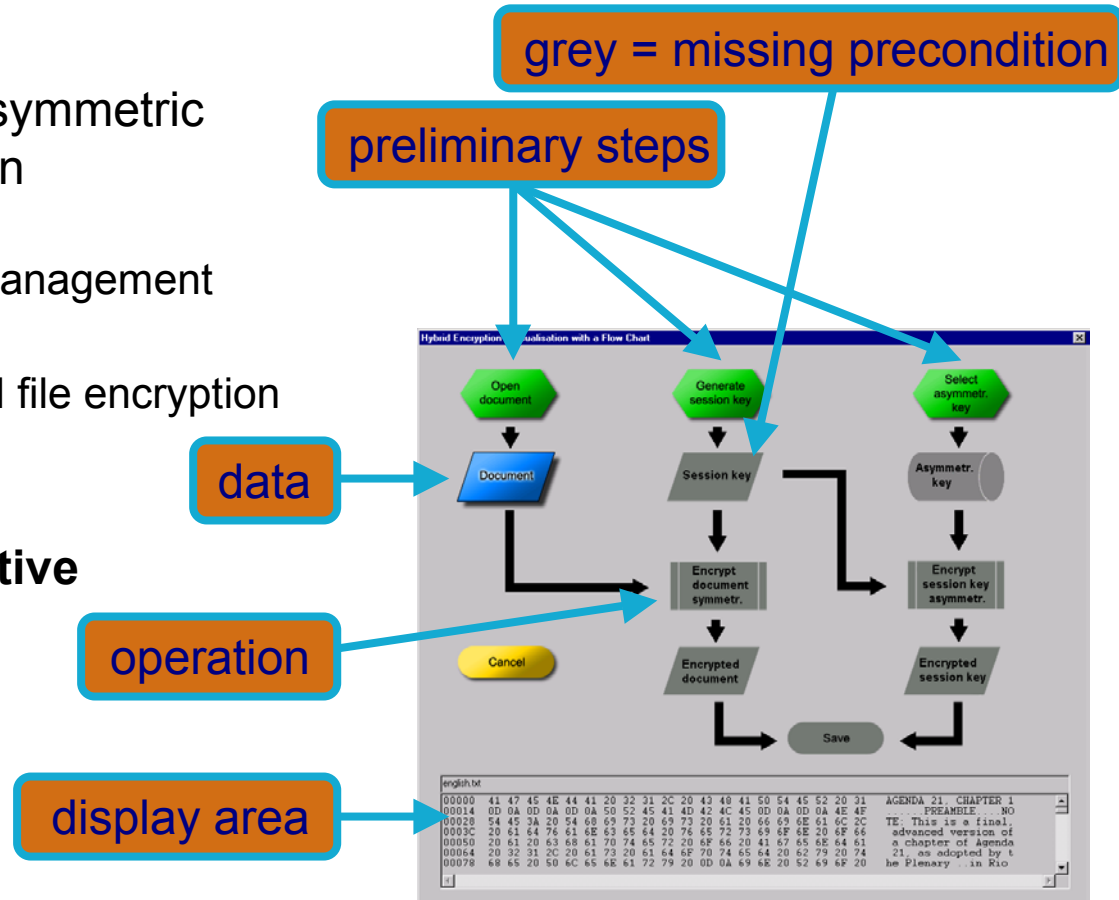 grey = missing precondition
symmetric
preliminary steps
n
anagement
file encryption
data
tive
operation
display area
Hybrid Encryption Visualisation with a Flow Chart
Open
document
Generate
session key
Select
asymmetr.
key
Document
Session key
Asymmetr.
key
Encrypt
document
symmetr.
Encrypt
session key
asymmetr.
Cancel
Encrypted
document
Encrypted
session key
Save
english.txt
00000 41 47 45 4E 44 41 20 32 31 2C 20 43 48 41 50 54 45 52 20 31 AGENDA 21, CHAPTER 1
00014 0D 0A 0D 0A 0D 0A 50 52 45 41 4D 42 4C 45 0D 0A 0D 0A 4E 4F ......PREAMBLE....NO
00028 54 45 3A 20 54 68 69 73 20 69 73 20 61 20 66 69 6E 61 6C 2C TE: This is a final,
0003C 20 61 64 76 61 6E 63 65 64 20 76 65 72 73 69 6F 6E 20 6F 66 advanced version of
00050 20 61 20 63 68 61 70 74 65 72 20 6F 66 20 41 67 65 6E 64 61 a chapter of Agenda
00064 20 32 31 2C 20 61 73 20 61 64 6F 70 74 65 64 20 62 79 20 74 21, as adopted by t
00078 68 65 20 50 6C 65 6E 61 72 79 20 0D 0A 69 6E 20 52 69 6F 20 he Plenary ..in Rio